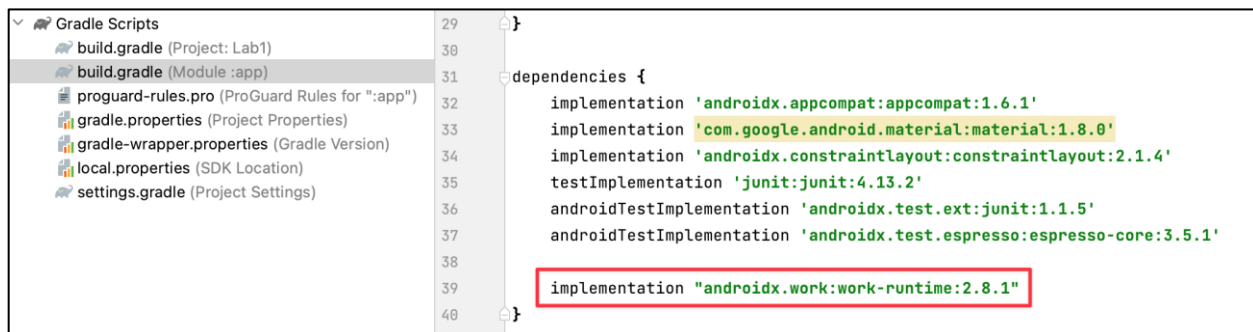 Gradle Scripts
build.gradle (Project: Lab1)
build.gradle (Module :app)
proguard-rules.pro (ProGuard Rules for ":app")
gradle.properties (Project Properties)
gradle-wrapper.properties (Gradle Version)
local.properties (SDK Location)
settings.gradle (Project Settings)
29 }
30
31 dependencies {
32 implementation 'androidx.appcompat:appcompat:1.6.1'
33 implementation 'com.google.android.material:material:1.8.0'
34 implementation 'androidx.constraintlayout:constraintlayout:2.1.4'
35 testImplementation 'junit:junit:4.13.2'
36 androidTestImplementation 'androidx.test.ext:junit:1.1.5'
37 androidTestImplementation 'androidx.test.espresso:espresso-core:3.5.1'
38
39 implementation "androidx.work:work-runtime:2.8.1"
40 }